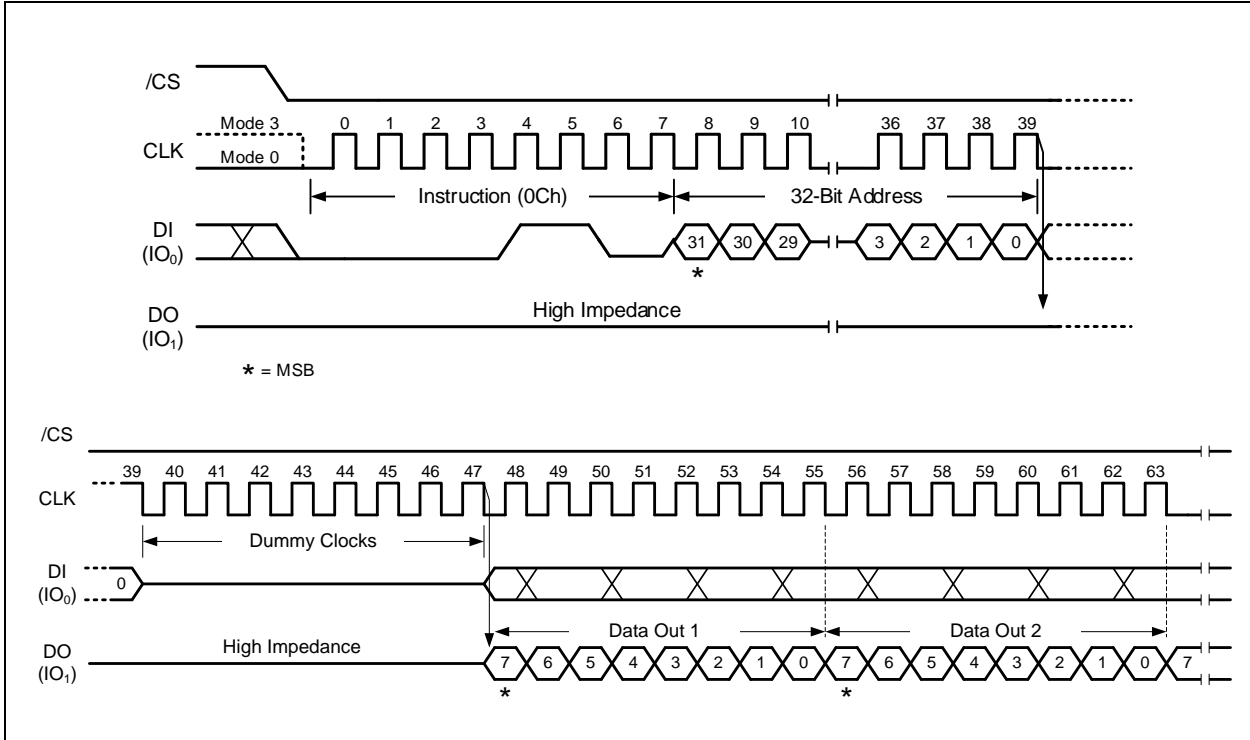 /CS
Mode 3
0 1 2 3 4 5 6 7 8 9 10 36 37 38 39
CLK
Mode 0
Instruction (0Ch) 32-Bit Address
DI
(IO₀)
31 30 29 3 2 1 0
*
DO
(IO₁)
High Impedance
* = MSB
/CS
39 40 41 42 43 44 45 46 47 48 49 50 51 52 53 54 55 56 57 58 59 60 61 62 63
CLK
Dummy Clocks
DI
(IO₀)
0
Data Out 1 Data Out 2
DO
(IO₁)
High Impedance
7 6 5 4 3 2 1 0 7 6 5 4 3 2 1 0 7
* *